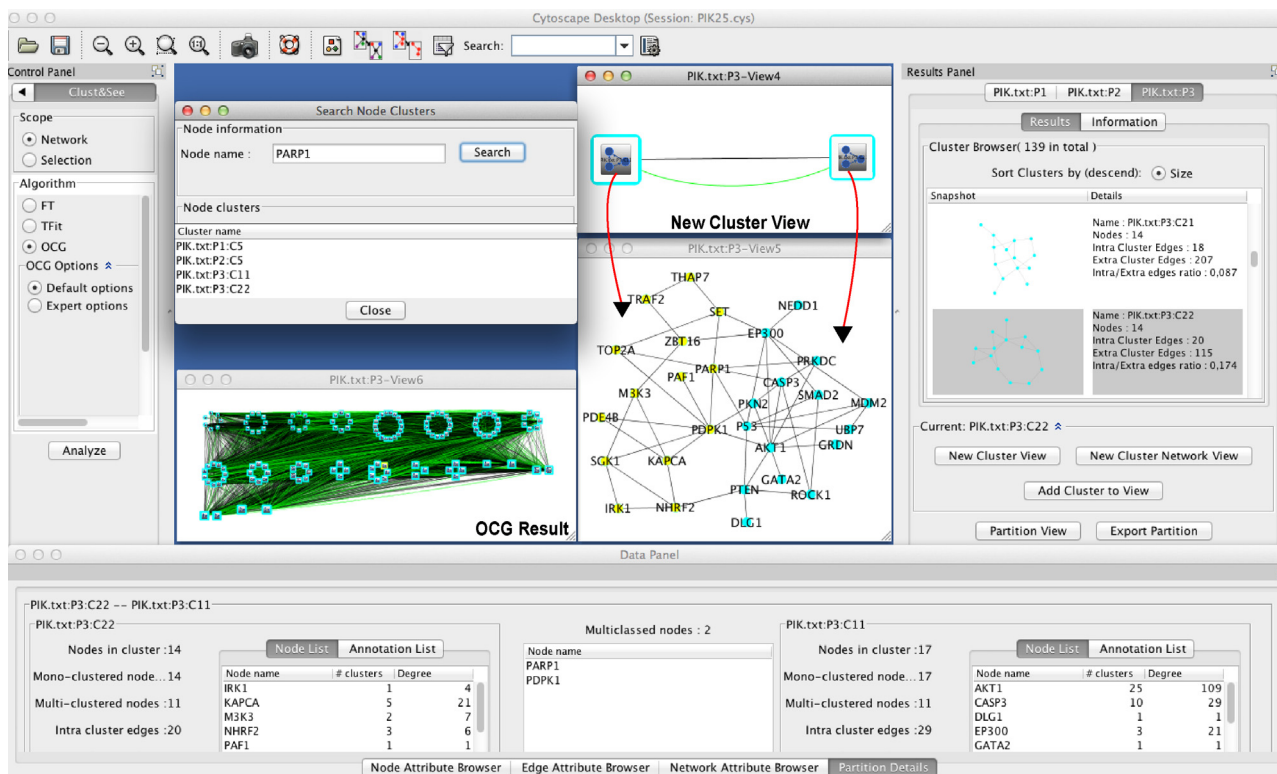 Cytoscape Desktop (Session: PIK25.cys)
Search:
Control Panel
Clust&See
Scope
Network
Selection
Algorithm
FT
TFit
OCG
OCG Options
Default options
Expert options
Analyze
Search Node Clusters
Node information
Node name : PARP1 Search
Node clusters
Cluster name
PIK.txt:P1:C5
PIK.txt:P2:C5
PIK.txt:P3:C11
PIK.txt:P3:C22
Close
PIK.txt:P3-View4
New Cluster View
PIK.txt:P3-View6
OCG Result
PIK.txt:P3-View5
THAP7
TRAF2
SET
NEDD1
ZBT16
EP300
TOP2A
PRKDC
PAF1
PARP1
CASP3
M3K3
PKN2
SMAD2
MDM2
PDE4B
PDPK1
P53
UBP7
AKT1
GRDN
SGK1
KAPCA
GATA2
PTEN
ROCK1
IRK1
NHRF2
DLG1
Results Panel
PIK.txt:P1 PIK.txt:P2 PIK.txt:P3
Results Information
Cluster Browser( 139 in total )
Sort Clusters by (descend): Size
Snapshot Details
Name : PIK.txt:P3:C21
Nodes : 14
Intra Cluster Edges : 18
Extra Cluster Edges : 207
Intra/Extra edges ratio : 0,087
Name : PIK.txt:P3:C22
Nodes : 14
Intra Cluster Edges : 20
Extra Cluster Edges : 115
Intra/Extra edges ratio : 0,174
Current: PIK.txt:P3:C22
New Cluster View New Cluster Network View
Add Cluster to View
Partition View Export Partition
Data Panel
PIK.txt:P3:C22 -- PIK.txt:P3:C11
PIK.txt:P3:C22
Nodes in cluster :14
Mono-clustered node...14
Multi-clustered nodes :11
Intra cluster edges :20
Node List Annotation List
Node name # clusters Degree
IRK1 1 4
KAPCA 5 21
M3K3 2 7
NHRF2 3 6
PAF1 1 1
Multiclassed nodes : 2
Node name
PARP1
PDPK1
PIK.txt:P3:C11
Nodes in cluster :17
Mono-clustered node...17
Multi-clustered nodes :11
Intra cluster edges :29
Node List Annotation List
Node name # clusters Degree
AKT1 25 109
CASP3 10 29
DLG1 1 1
EP300 3 21
GATA2 1 1
Node Attribute Browser Edge Attribute Browser Network Attribute Browser Partition Details